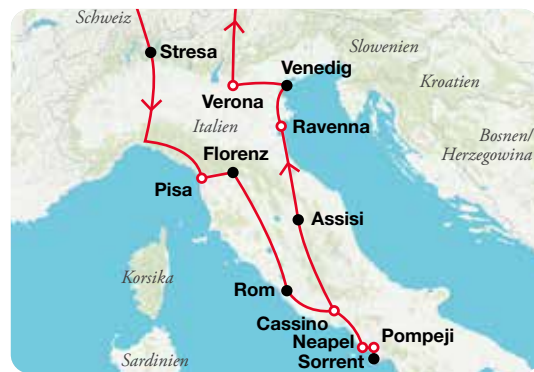 Schweiz
Stresa
Slowenien
Venedig
Kroatien
Verona
Ravenna
Italien
Bosnen/
Herzegowina
Florenz
Pisa
Assisi
Korsika
Rom
Cassino
Neapel
Pompeji
Sorrent
Sardinien